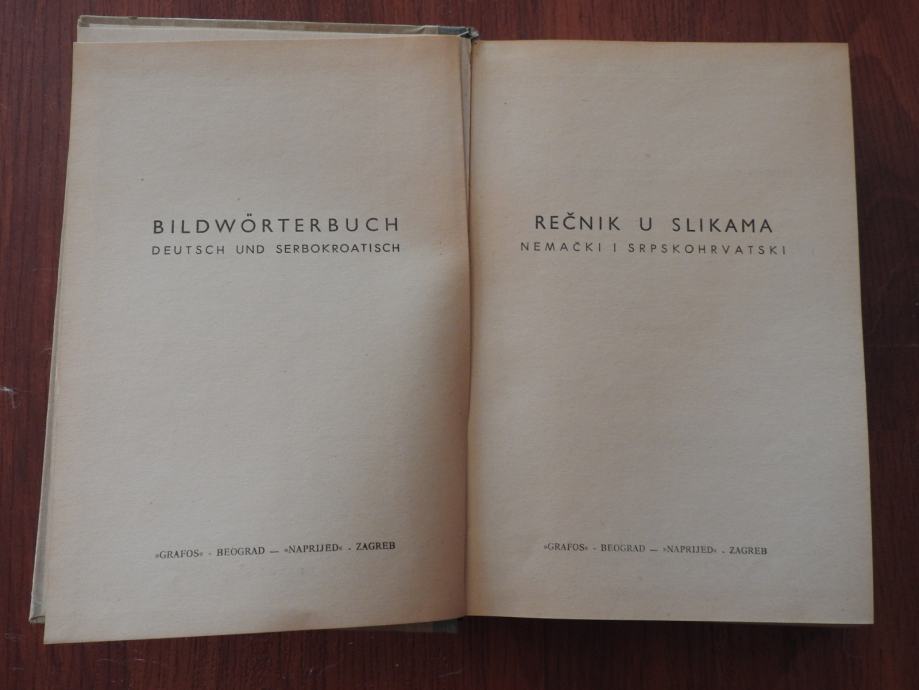 BILDWÖRTERBUCH
DEUTSCH UND SERBOKROATISCH
»GRAFOS« - BEOGRAD — »NAPRIJED« - ZAGREB
REČNIK U SLIKAMA
NEMAČKI I SRPSKOHRVATSKI
»GRAFOS« - BEOGRAD — »NAPRIJED« - ZAGREB